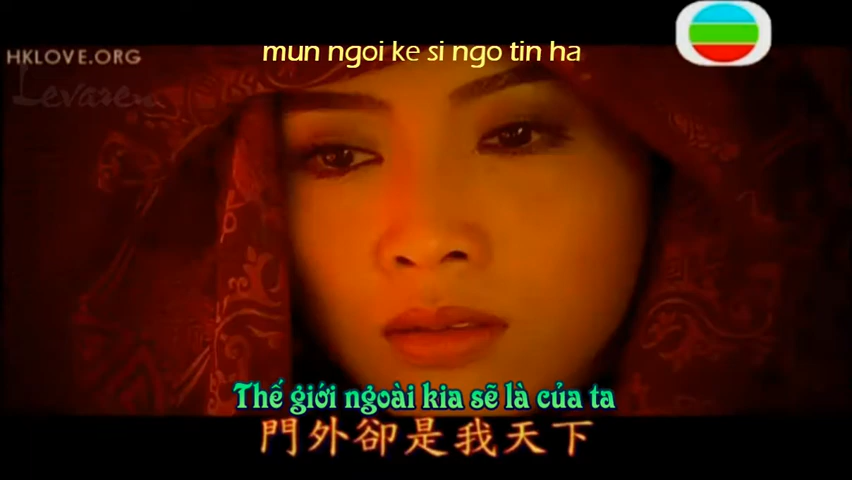 mun ngoi ke si ngo tin ha
HKLOVE.ORG
Levaren
Thế giới ngoài kia sẽ là của ta
門外卻是我天下